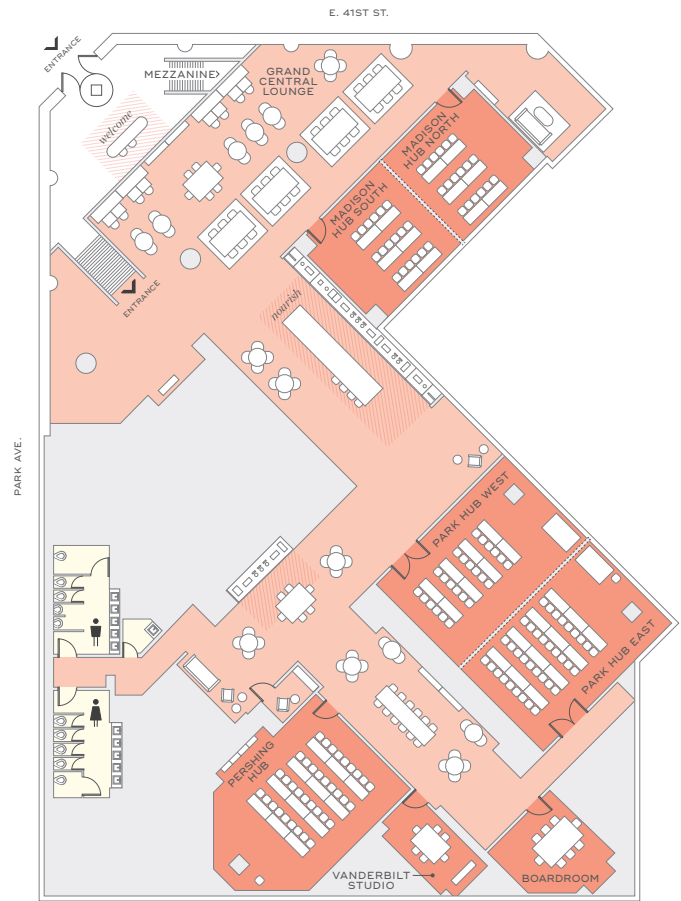 E. 41ST ST.
ENTRANCE
MEZZANINE
GRAND
CENTRAL
LOUNGE
welcome
MADISON
HUB NORTH
MADISON
HUB SOUTH
ENTRANCE
nourish
PARK AVE.
PARK HUB WEST
PARK HUB EAST
PERSHING
HUB
VANDERBILT
STUDIO
BOARDROOM